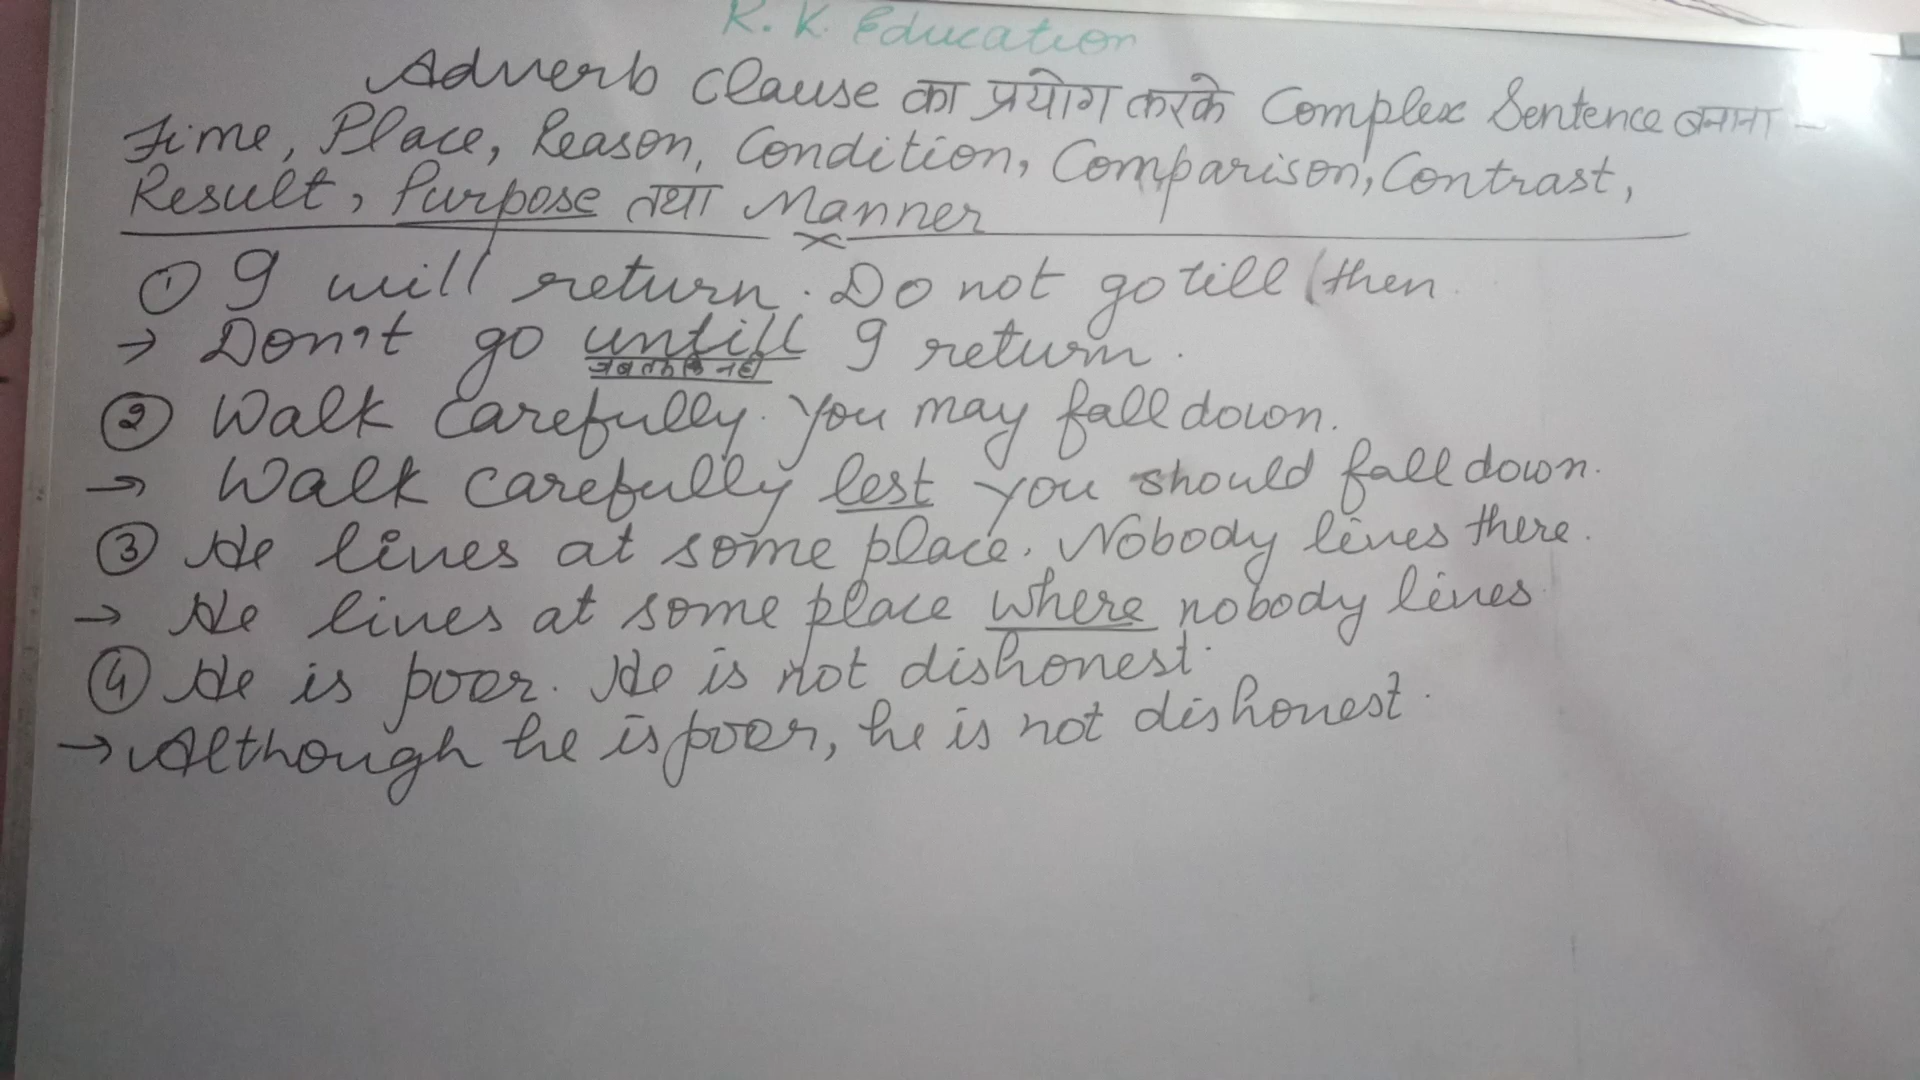 R. K. Education
Adverb clause का प्रयोग करके Complex Sentence बनाना -
Time, Place, Reason, Condition, Comparison, Contrast,
Result, Purpose तथा Manner
① I will return. Do not go till (then.
→ Don't go untill I return.
जब तक कि नहीं
② Walk carefully. You may fall down.
→ Walk carefully lest you should fall down.
③ He lives at some place. Nobody lives there.
→ He lives at some place where nobody lives
④ He is poor. He is not dishonest.
→ Although he is poor, he is not dishonest.